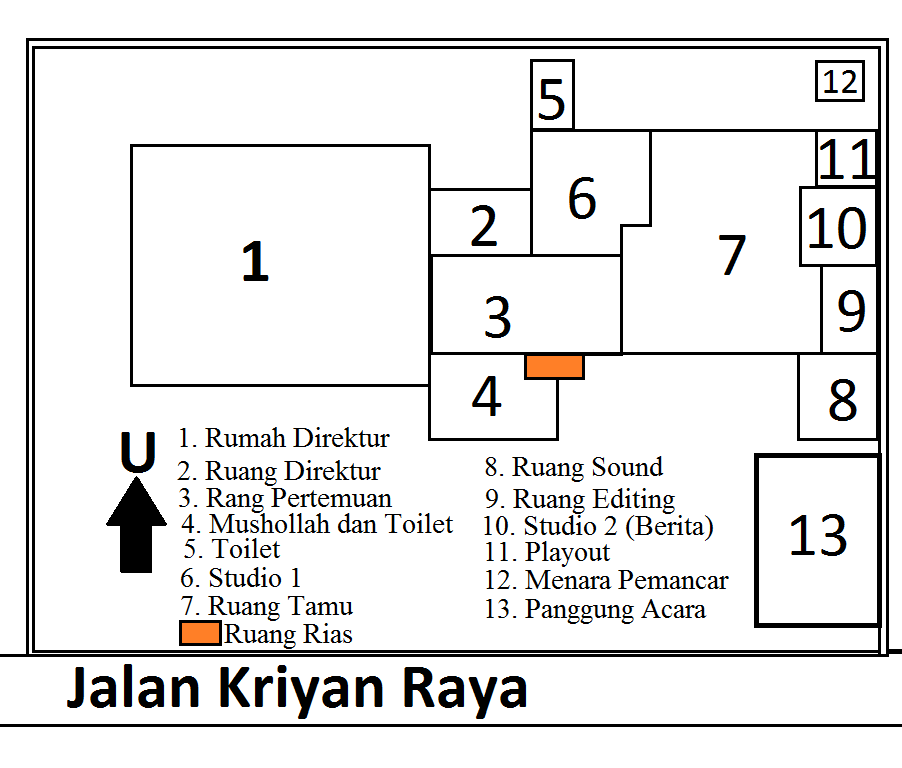 5
12
11
6
2
10
1
7
3
9
4
8
U
1. Rumah Direktur
2. Ruang Direktur
3. Rang Pertemuan
4. Mushollah dan Toilet
5. Toilet
6. Studio 1
7. Ruang Tamu
Ruang Rias
8. Ruang Sound
9. Ruang Editing
10. Studio 2 (Berita)
11. Playout
12. Menara Pemancar
13. Panggung Acara
13
Jalan Kriyan Raya